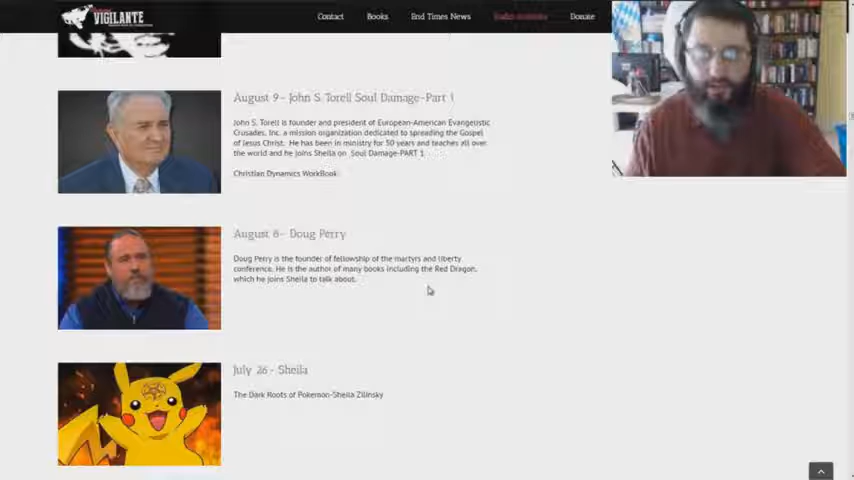 VIGILANTE
Contact
Books
End Times News
Donate
August 9- John S. Torell Soul Damage-Part 1
John S. Torell is founder and president of European-American Evangelistic
Crusades, Inc. a mission organization dedicated to spreading the Gospel
of Jesus Christ. He has been in ministry for 50 years and teaches all over
the world and he joins Sheila on Soul Damage-PART 1
Christian Dynamics WorkBook
August 8- Doug Perry
Doug Perry is the founder of fellowship of the martyrs and liberty
conference. He is the author of many books including the Red Dragon,
which he joins Sheila to talk about.
July 26- Sheila
The Dark Roots of Pokemon-Sheila Zilinsky